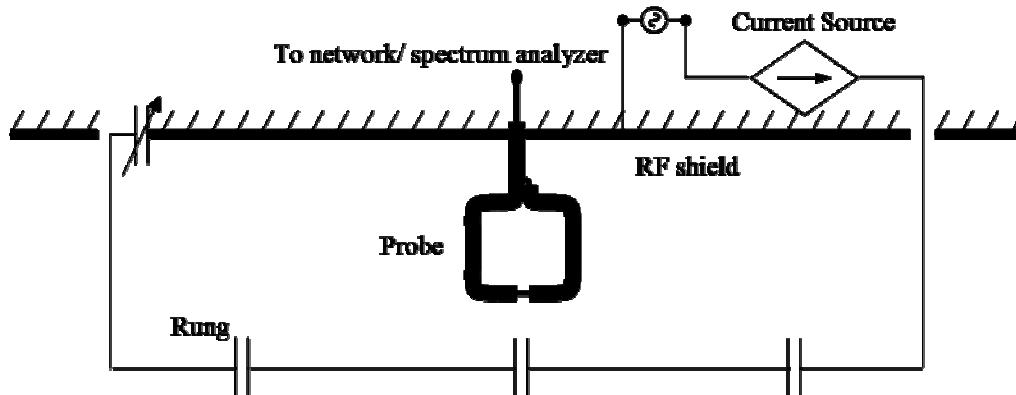 Current Source
To network/ spectrum analyzer
RF shield
Probe
Rung